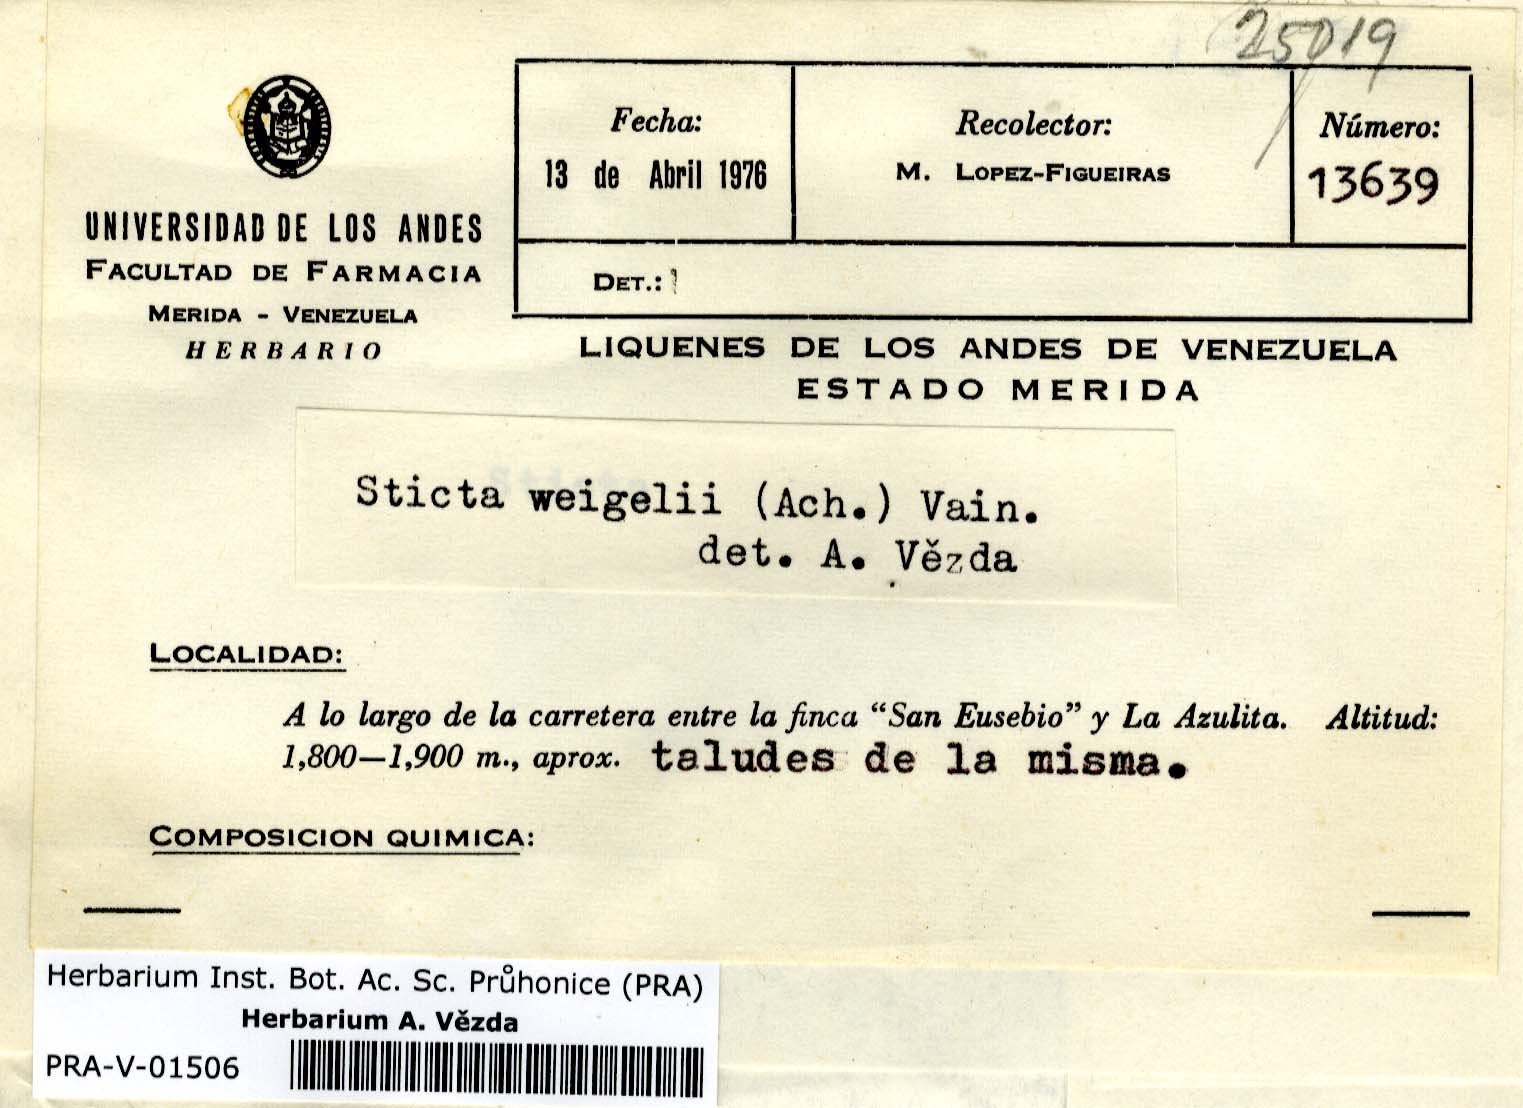 25019
Fecha:
13 de Abril 1976
Recolector:
M. LOPEZ-FIGUEIRAS
Número:
13639
DET.:
UNIVERSIDAD DE LOS ANDES
FACULTAD DE FARMACIA
MERIDA - VENEZUELA
HERBARIO
LIQUENES DE LOS ANDES DE VENEZUELA
ESTADO MERIDA
Sticta weigelii (Ach.) Vain.
det. A. Vězda
LOCALIDAD:
A lo largo de la carretera entre la finca “San Eusebio” y La Azulita. Altitud:
1,800—1,900 m., aprox. taludes de la misma.
COMPOSICION QUIMICA:
Herbarium Inst. Bot. Ac. Sc. Průhonice (PRA)
Herbarium A. Vězda
PRA-V-01506